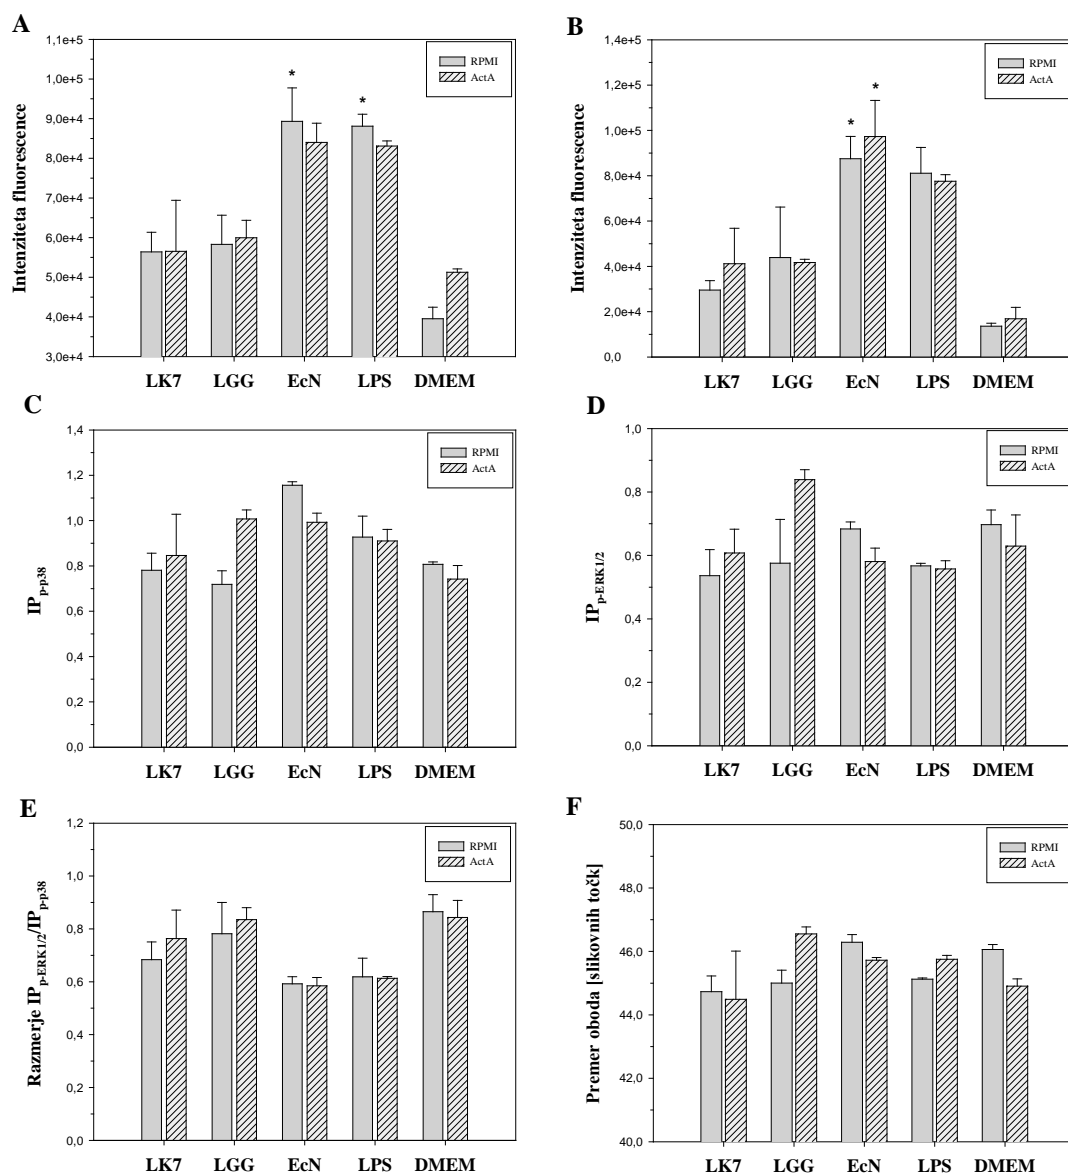 A
Intenziteta fluorescence
1,1e+5
1,1e+5
1,0e+5
9,0e+4
8,0e+4
7,0e+4
6,0e+4
5,0e+4
4,0e+4
3,0e+4
RPMI
ActA
*
*
LK7 LGG EcN LPS DMEM
B
Intenziteta fluorescence
1,4e+5
1,2e+5
1,0e+5
8,0e+4
6,0e+4
4,0e+4
2,0e+4
0,0
RPMI
ActA
*
*
LK7 LGG EcN LPS DMEM
C
IPp-p38
1,4
1,2
1,0
0,8
0,6
0,4
0,2
0,0
RPMI
ActA
LK7 LGG EcN LPS DMEM
D
IPp-ERK1/2
1,0
0,8
0,6
0,4
0,2
0,0
RPMI
ActA
LK7 LGG EcN LPS DMEM
E
Razmerje IPp-ERK1/2/IPp-p38
1,2
1,0
0,8
0,6
0,4
0,2
0,0
RPMI
ActA
LK7 LGG EcN LPS DMEM
F
Premer oboda [slikovnih točk]
50,0
48,0
46,0
44,0
42,0
40,0
RPMI
ActA
LK7 LGG EcN LPS DMEM